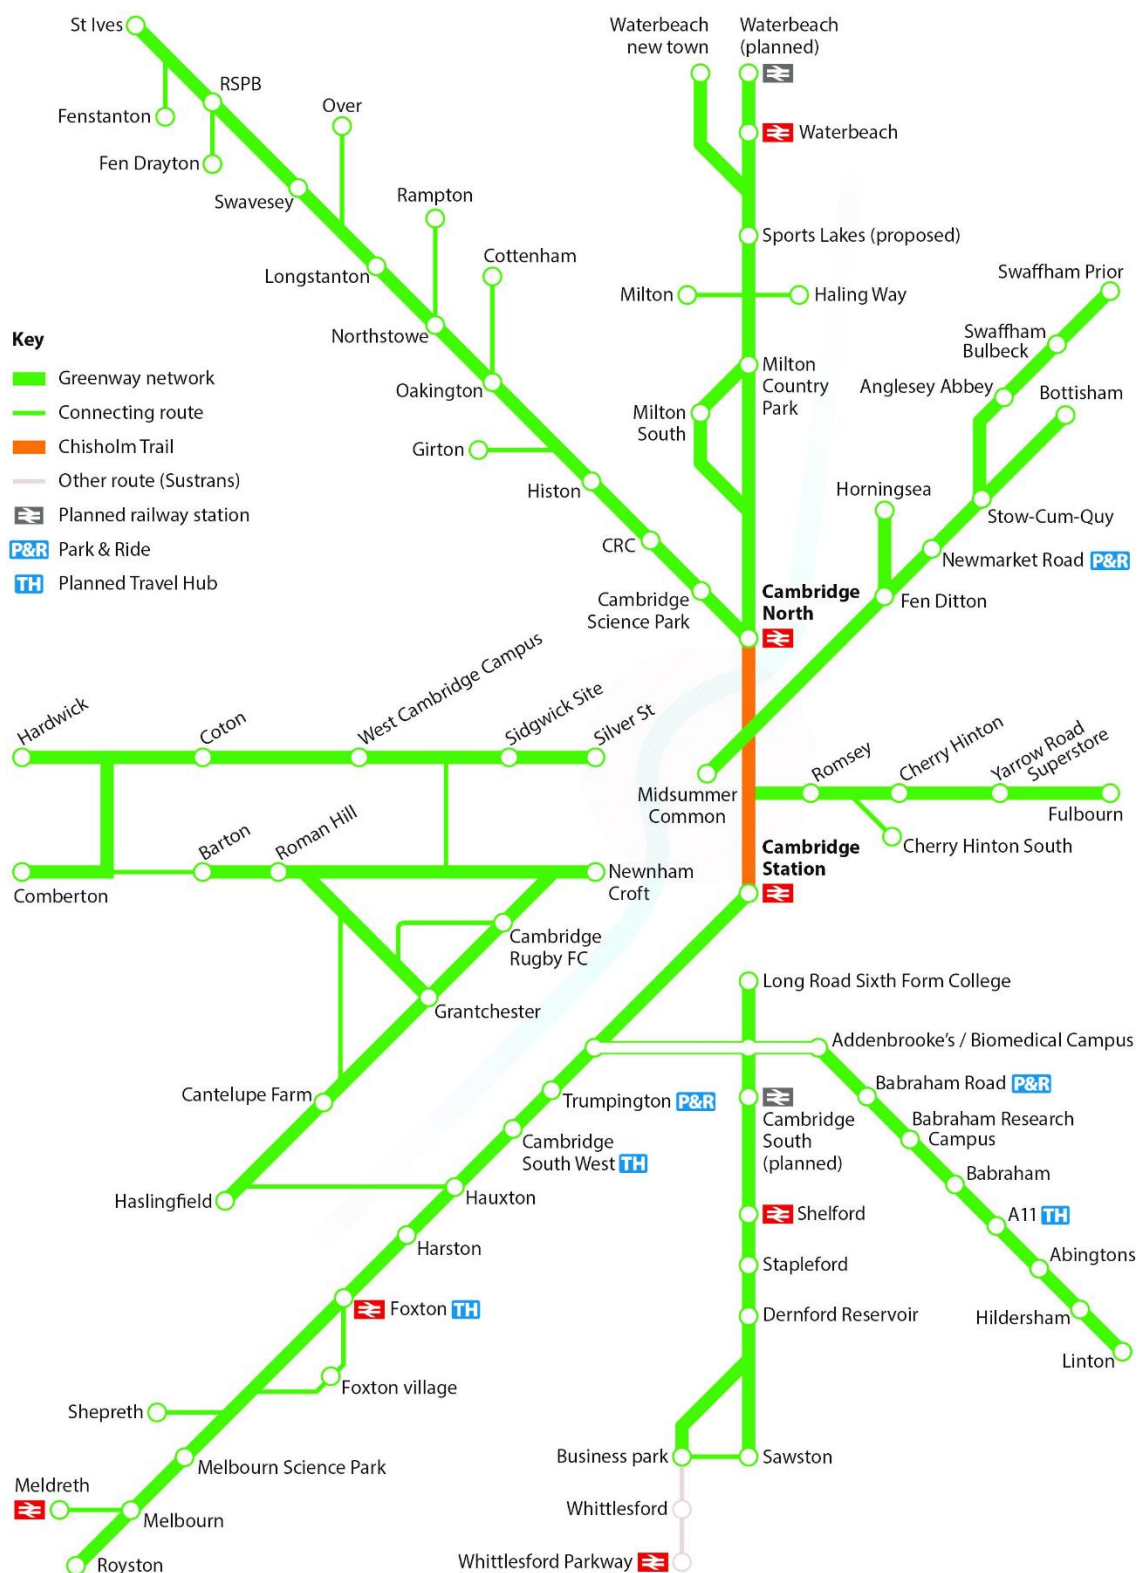 St Ives
Waterbeach
new town
Waterbeach
(planned)
RSPB
Over
Fenstanton
Waterbeach
Fen Drayton
Swavesey
Rampton
Sports Lakes (proposed)
Cottenham
Longstanton
Swaffham Prior
Milton
Haling Way
Northstowe
Swaffham
Bulbeck
Key
Greenway network
Connecting route
Chisholm Trail
Other route (Sustrans)
Planned railway station
P&R Park & Ride
TH Planned Travel Hub
Milton
Country
Park
Anglesey Abbey
Bottisham
Oakington
Milton
South
Girton
Histon
Horningsea
Stow-Cum-Quy
CRC
Newmarket Road P&R
Cambridge
Science Park
Cambridge
North
Fen Ditton
Hardwick
Coton
West Cambridge Campus
Sidgwick Site
Silver St
Midsummer
Common
Romsey
Cherry Hinton
Yarrow Road
Superstore
Fulbourn
Cherry Hinton South
Comberton
Barton
Roman Hill
Newnham
Croft
Cambridge
Station
Cambridge
Rugby FC
Long Road Sixth Form College
Grantchester
Addenbrooke's / Biomedical Campus
Cantelupe Farm
Trumpington P&R
Babraham Road P&R
Cambridge
South
(planned)
Babraham Research
Campus
Cambridge
South West TH
Babraham
Haslingfield
Hauxton
Shelford
A11 TH
Harston
Stapleford
Abingtons
Foxton TH
Dernford Reservoir
Hildersham
Linton
Foxton village
Shepreth
Melbourn Science Park
Business park
Sawston
Meldreth
Melbourn
Whittlesford
Royston
Whittlesford Parkway